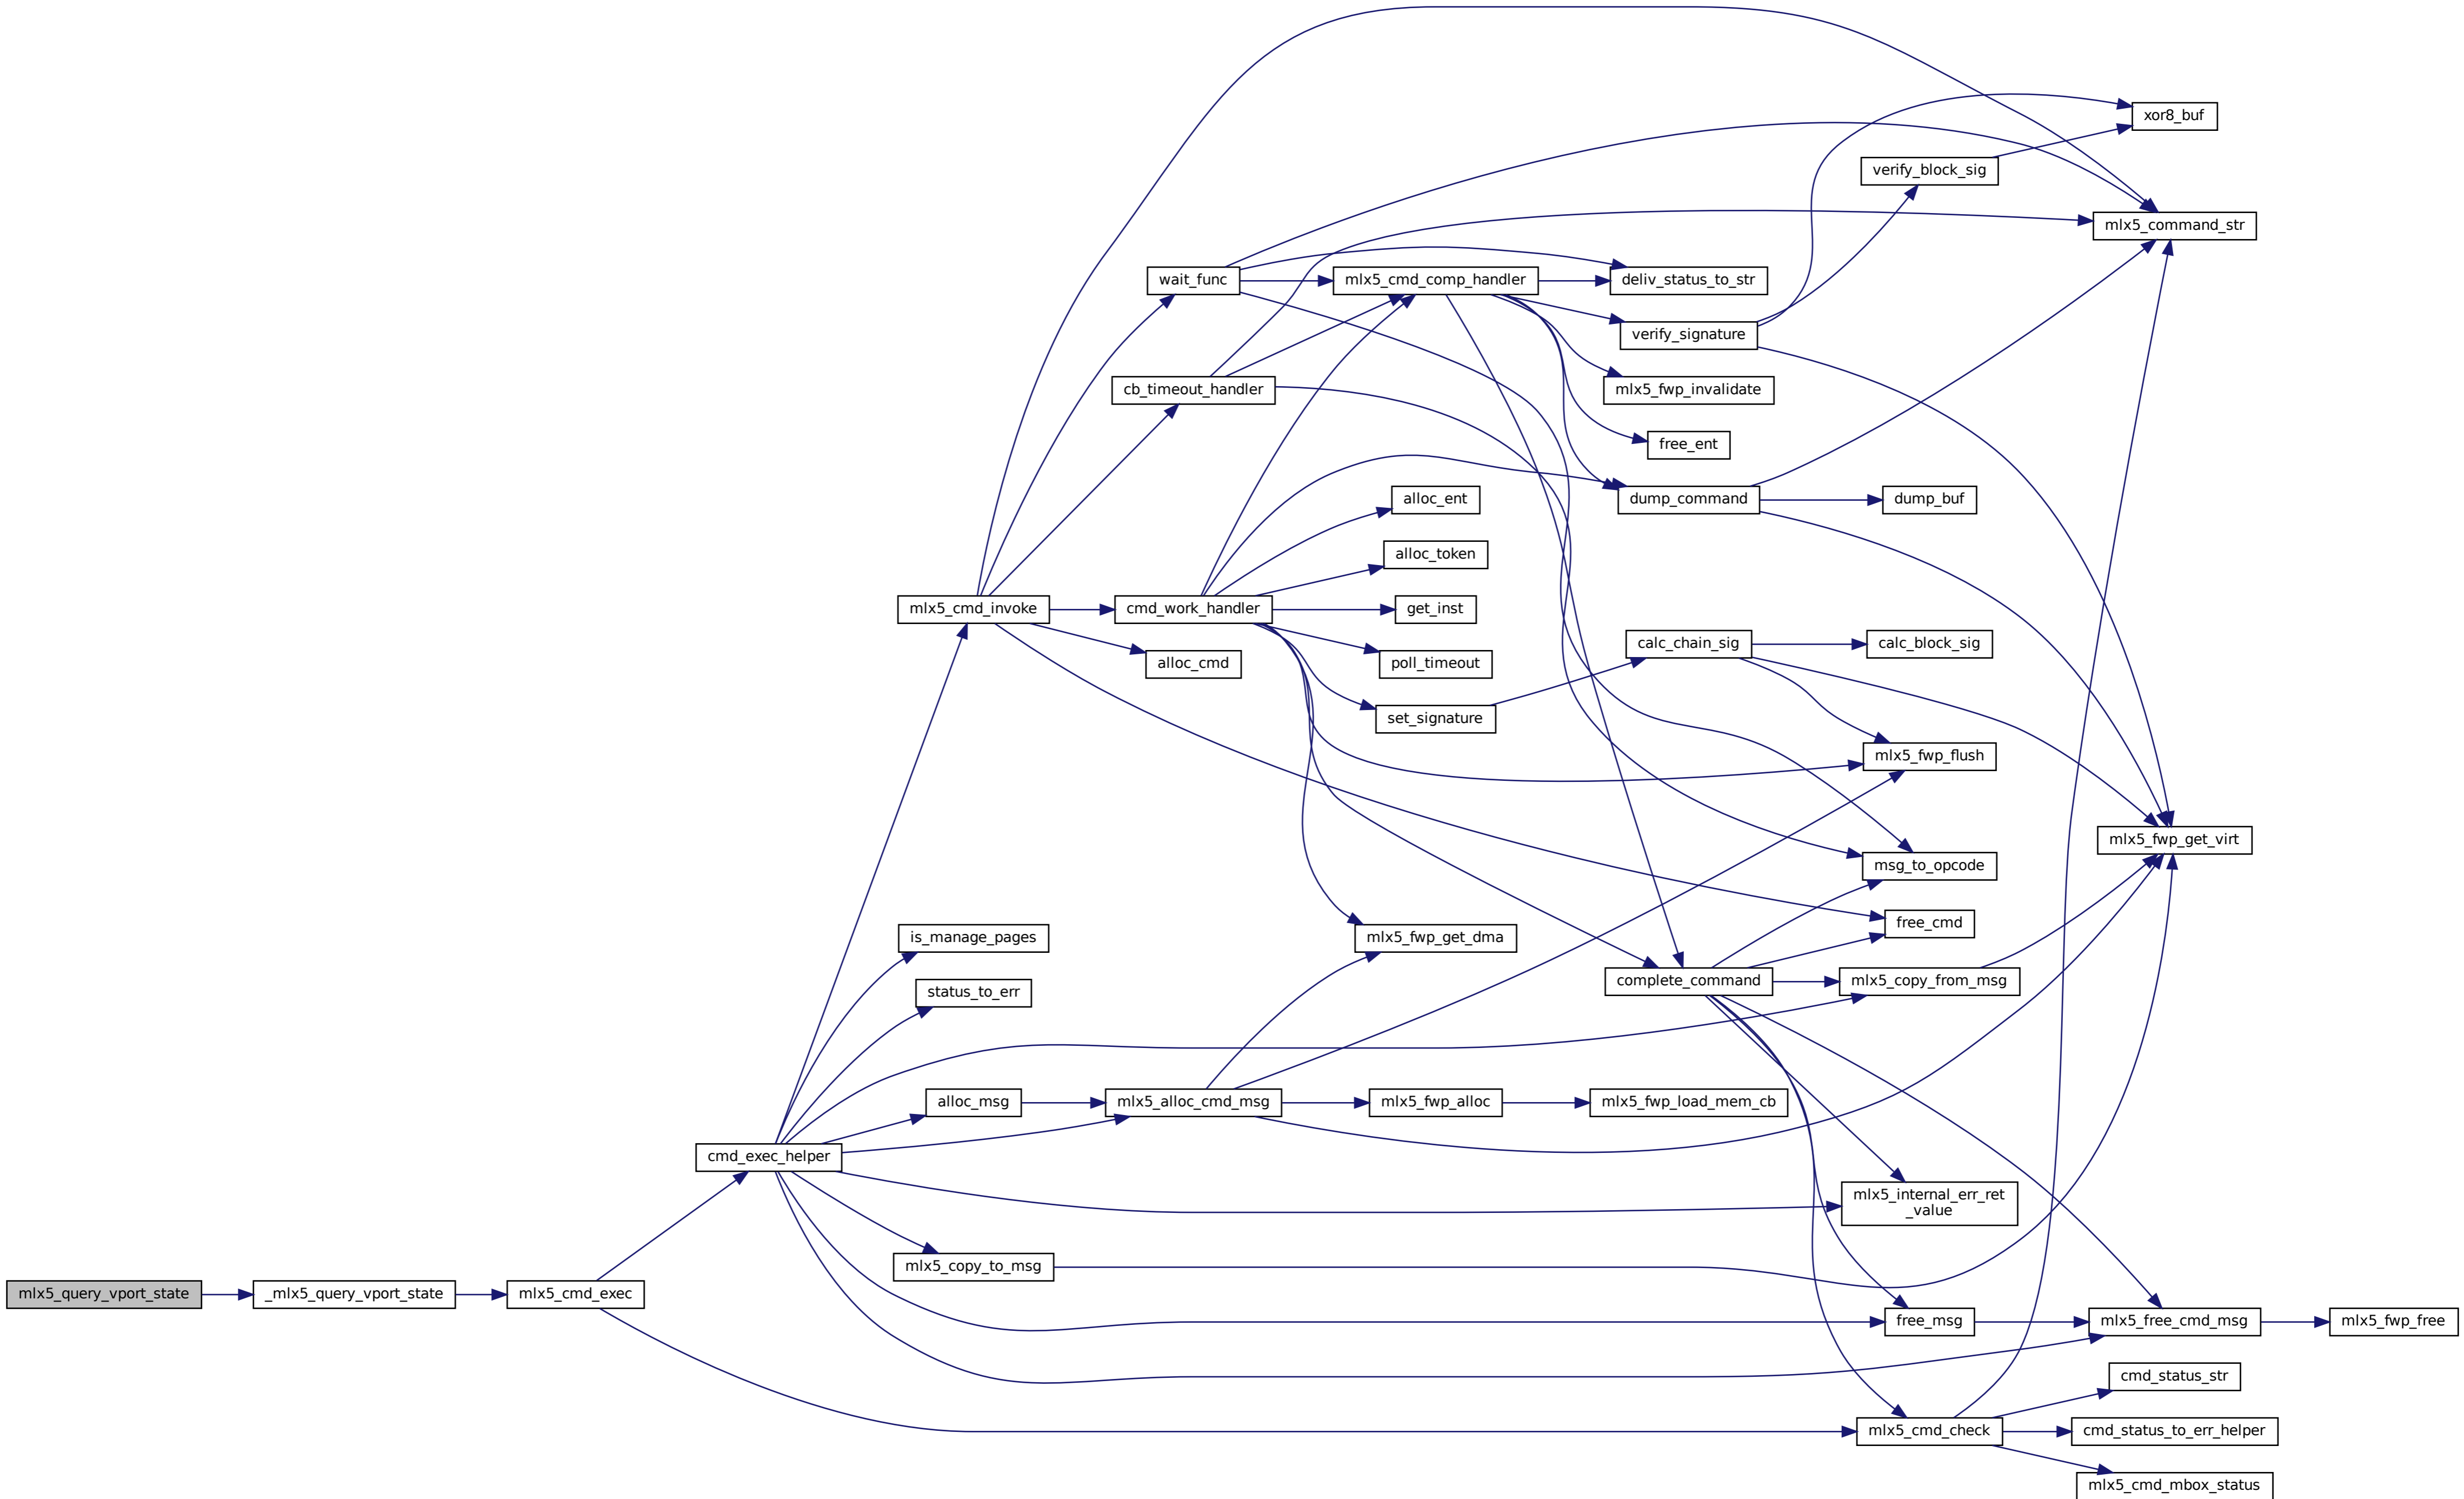 mlx5_query_vport_state
_mlx5_query_vport_state
mlx5_cmd_exec
cmd_exec_helper
mlx5_cmd_invoke
is_manage_pages
status_to_err
alloc_msg
mlx5_copy_to_msg
wait_func
cb_timeout_handler
cmd_work_handler
alloc_cmd
mlx5_alloc_cmd_msg
mlx5_cmd_comp_handler
alloc_ent
alloc_token
get_inst
poll_timeout
set_signature
mlx5_fwp_get_dma
mlx5_fwp_alloc
deliv_status_to_str
verify_signature
mlx5_fwp_invalidate
free_ent
dump_command
calc_chain_sig
complete_command
mlx5_fwp_load_mem_cb
verify_block_sig
dump_buf
calc_block_sig
mlx5_fwp_flush
msg_to_opcode
free_cmd
mlx5_copy_from_msg
mlx5_internal_err_ret
_value
free_msg
mlx5_cmd_check
xor8_buf
mlx5_command_str
mlx5_fwp_get_virt
mlx5_free_cmd_msg
cmd_status_str
cmd_status_to_err_helper
mlx5_cmd_mbox_status
mlx5_fwp_free